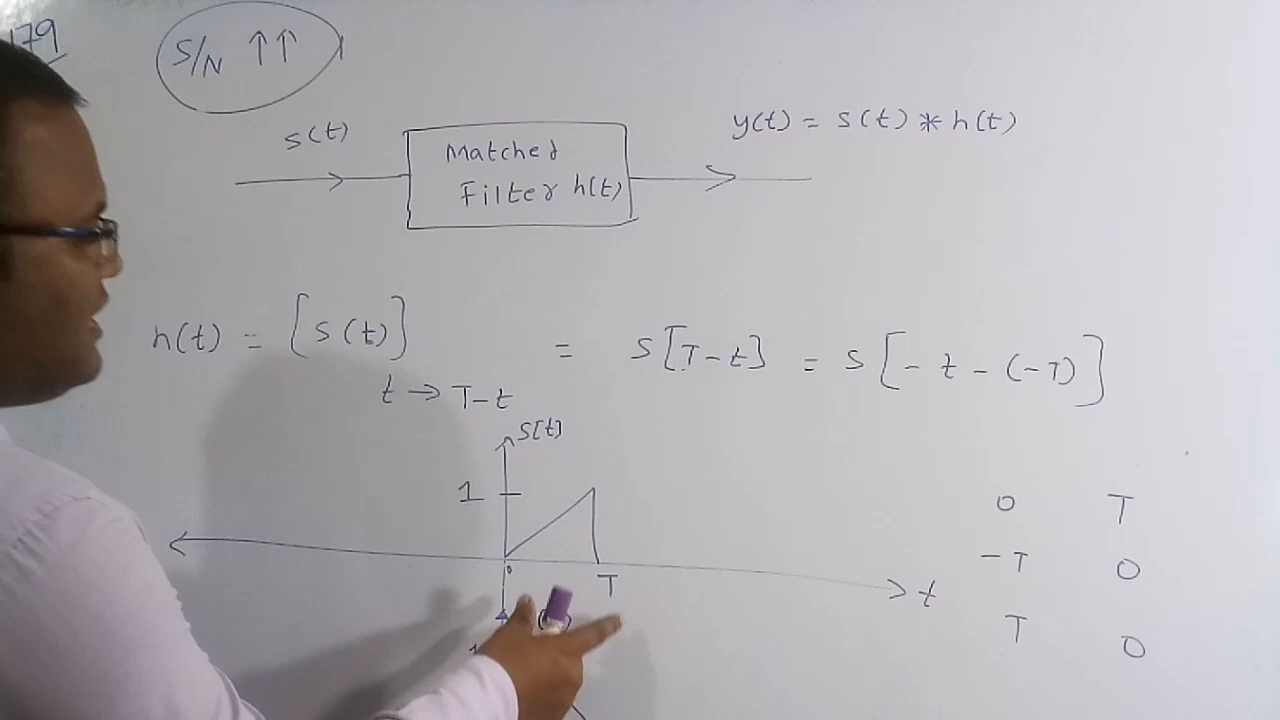 179
S/N ↑↑
s(t)
Matched
Filter h(t)
y(t) = s(t) * h(t)
h(t) = [s(t)]
t → T-t
= s[T-t] = s[-t-(-T)]
s(t)
1
0
T
t
0 T
-T 0
T 0